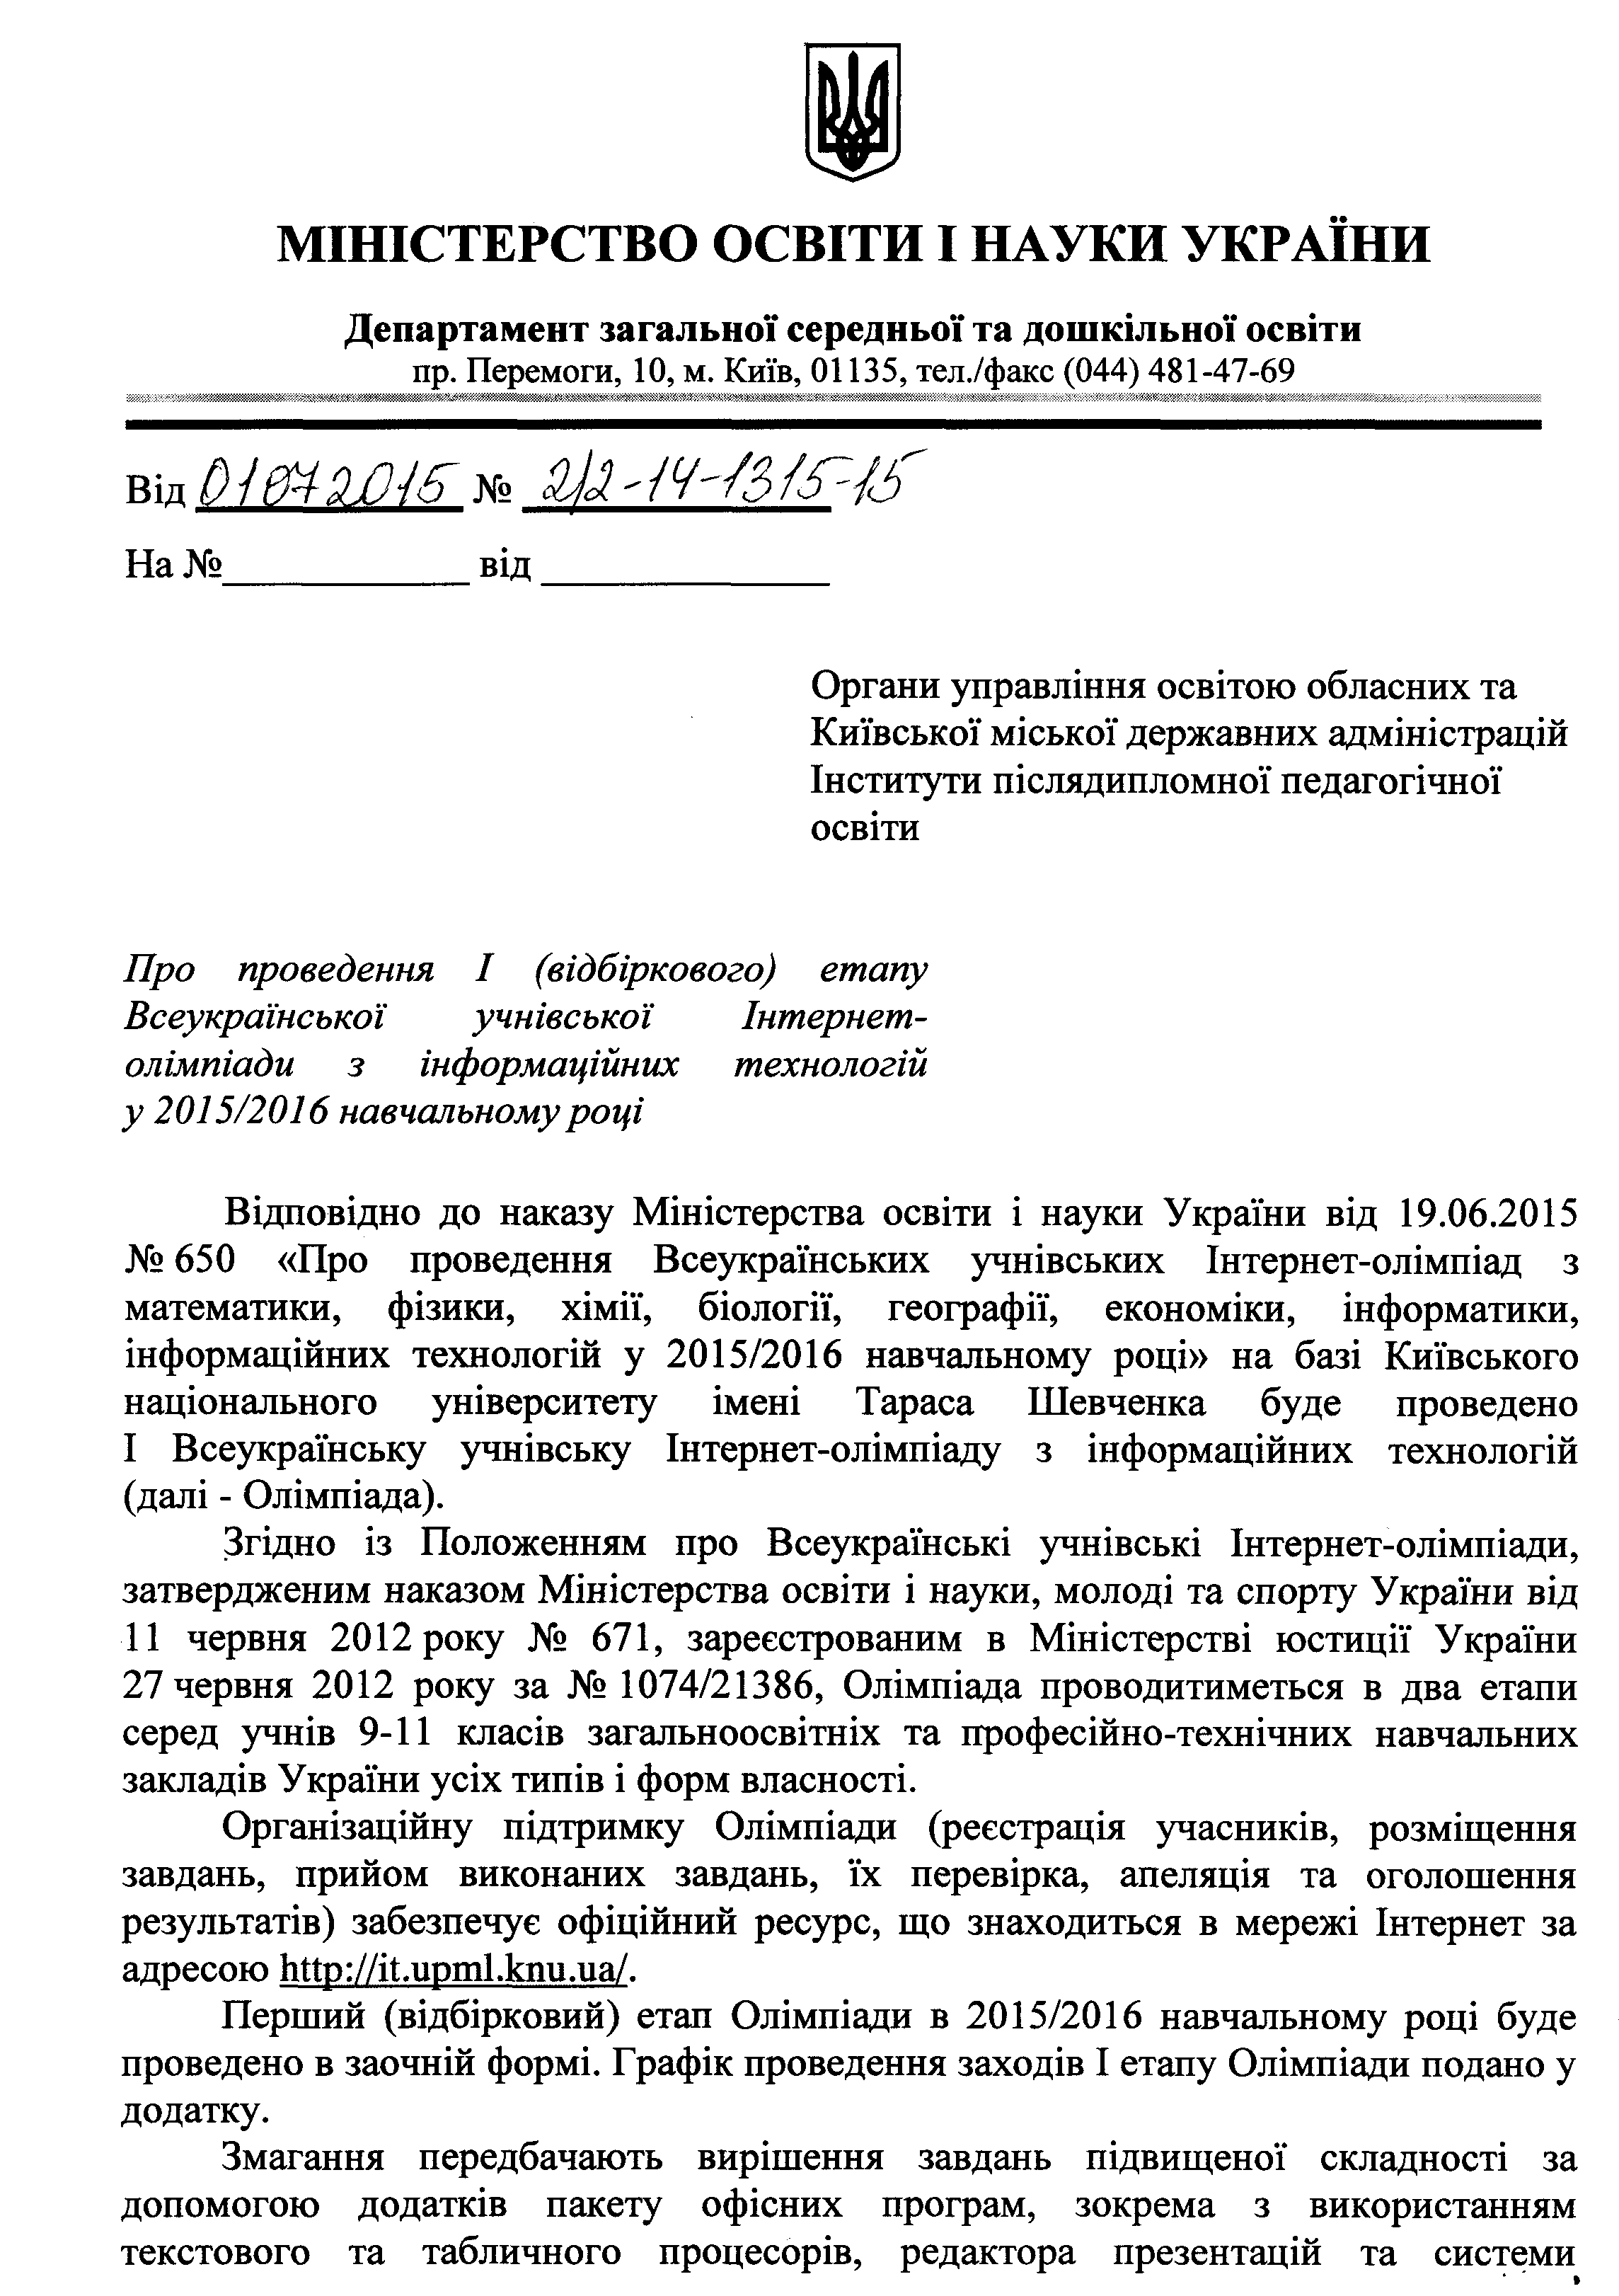 МІНІСТЕРСТВО ОСВІТИ І НАУКИ УКРАЇНИ
Департамент загальної середньої та дошкільної освіти
пр. Перемоги, 10, м. Київ, 01135, тел./факс (044) 481-47-69
Від 01072015 № 2/2-14-1315-15
На №____________ від ______________
Органи управління освітою обласних та
Київської міської державних адміністрацій
Інститути післядипломної педагогічної
освіти
Про проведення І (відбіркового) етапу
Всеукраїнської учнівської Інтернет-
олімпіади з інформаційних технологій
у 2015/2016 навчальному році
Відповідно до наказу Міністерства освіти і науки України від 19.06.2015
№ 650 «Про проведення Всеукраїнських учнівських Інтернет-олімпіад з
математики, фізики, хімії, біології, географії, економіки, інформатики,
інформаційних технологій у 2015/2016 навчальному році» на базі Київського
національного університету імені Тараса Шевченка буде проведено
І Всеукраїнську учнівську Інтернет-олімпіаду з інформаційних технологій
(далі - Олімпіада).
Згідно із Положенням про Всеукраїнські учнівські Інтернет-олімпіади,
затвердженим наказом Міністерства освіти і науки, молоді та спорту України від
11 червня 2012 року № 671, зареєстрованим в Міністерстві юстиції України
27 червня 2012 року за № 1074/21386, Олімпіада проводитиметься в два етапи
серед учнів 9-11 класів загальноосвітніх та професійно-технічних навчальних
закладів України усіх типів і форм власності.
Організаційну підтримку Олімпіади (реєстрація учасників, розміщення
завдань, прийом виконаних завдань, їх перевірка, апеляція та оголошення
результатів) забезпечує офіційний ресурс, що знаходиться в мережі Інтернет за
адресою http://it.upml.knu.ua/.
Перший (відбірковий) етап Олімпіади в 2015/2016 навчальному році буде
проведено в заочній формі. Графік проведення заходів І етапу Олімпіади подано у
додатку.
Змагання передбачають вирішення завдань підвищеної складності за
допомогою додатків пакету офісних програм, зокрема з використанням
текстового та табличного процесорів, редактора презентацій та системи